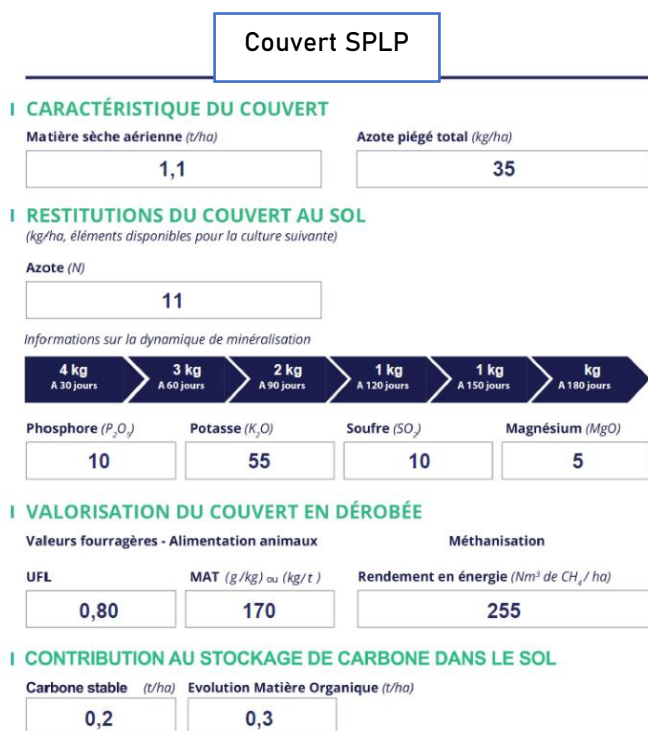 Couvert SPLP
CARACTÉRISTIQUE DU COUVERT
Matière sèche aérienne (t/ha) Azote piégé total (kg/ha)
1,1 35
RESTITUTIONS DU COUVERT AU SOL
(kg/ha, éléments disponibles pour la culture suivante)
Azote (N)
11
Informations sur la dynamique de minéralisation
4 kg 3 kg 2 kg 1 kg 1 kg kg
A 30 jours A 60 jours A 90 jours A 120 jours A 150 jours A 180 jours
Phosphore (P₂O₅) Potasse (K₂O) Soufre (SO₂) Magnésium (MgO)
10 55 10 5
VALORISATION DU COUVERT EN DÉROBÉE
Valeurs fourragères - Alimentation animaux Méthanisation
UFL MAT (g/kg) ou (kg/t) Rendement en énergie (Nm³ de CH₄/ ha)
0,80 170 255
CONTRIBUTION AU STOCKAGE DE CARBONE DANS LE SOL
Carbone stable (t/ha) Evolution Matière Organique (t/ha)
0,2 0,3